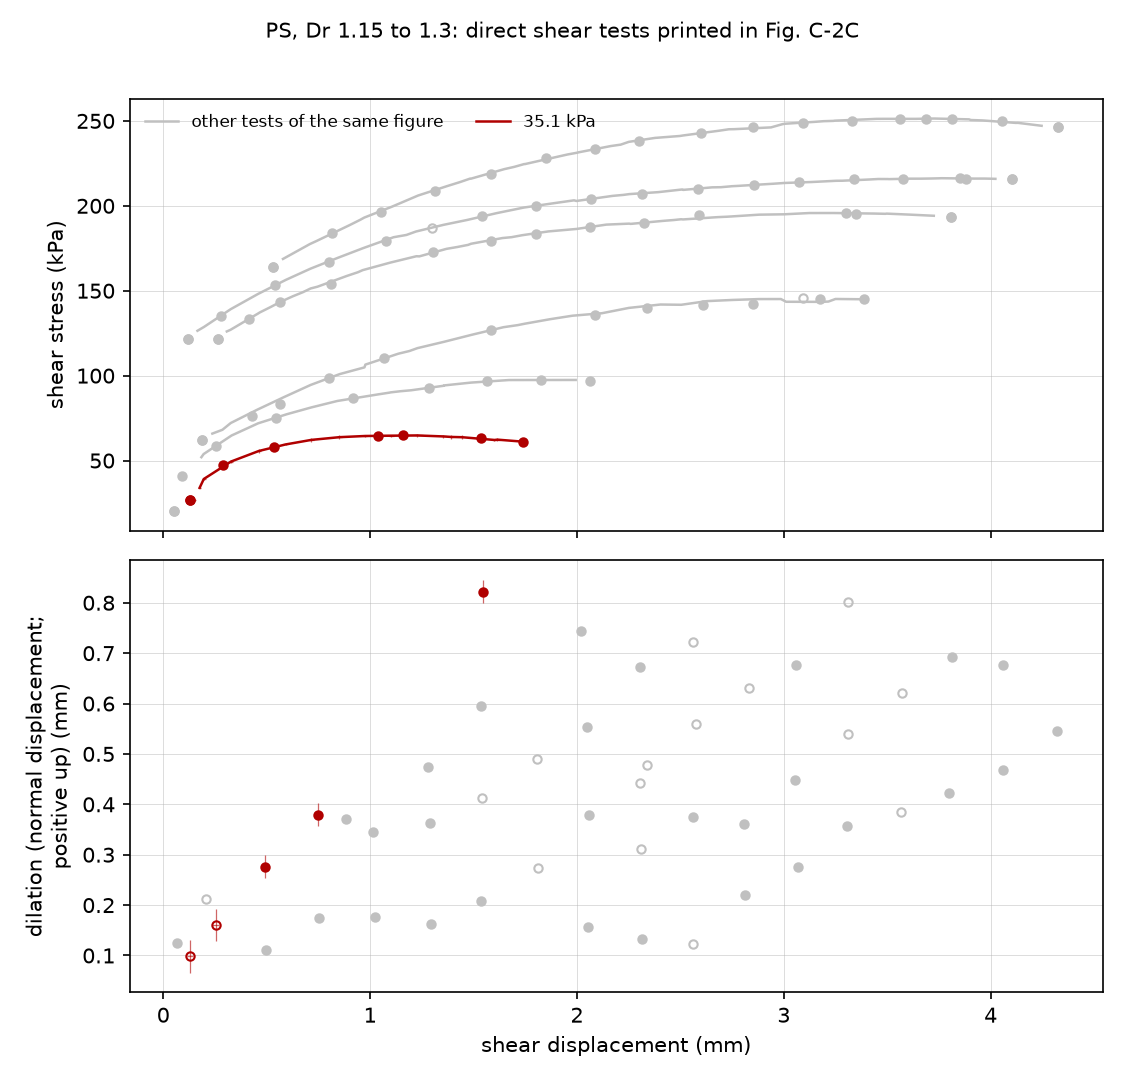 PS, Dr 1.15 to 1.3: direct shear tests printed in Fig. C-2C
other tests of the same figure
35.1 kPa
250
200
150
100
50
shear stress (kPa)
0.8
0.7
0.6
0.5
0.4
0.3
0.2
0.1
dilation (normal displacement;
positive up) (mm)
0
1
2
3
4
shear displacement (mm)